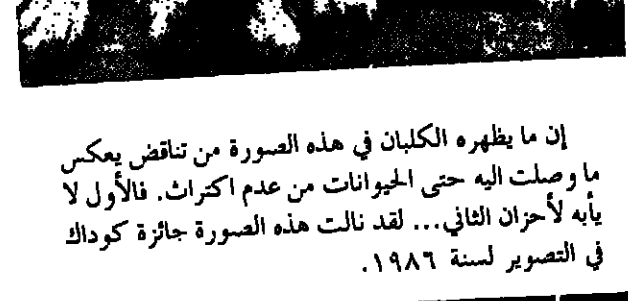 إن ما يظهره الكلبان في هذه الصورة من تناقض يعكس
ما وصلت اليه حتى الحيوانات من عدم اكتراث. فالأول لا
يأبه لأحزان الثاني... لقد نالت هذه الصورة جائزة كوداك
في التصوير لسنة ١٩٨٦.